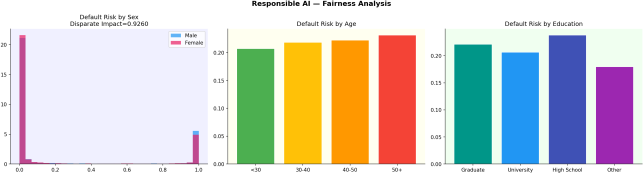 Responsible AI — Fairness Analysis
Default Risk by Sex
Disparate Impact=0.9260
Male
Female
20
15
10
5
0
0.0 0.2 0.4 0.6 0.8 1.0
Default Risk by Age
0.20
0.15
0.10
0.05
0.00
<30 30-40 40-50 50+
Default Risk by Education
0.20
0.15
0.10
0.05
0.00
Graduate University High School Other